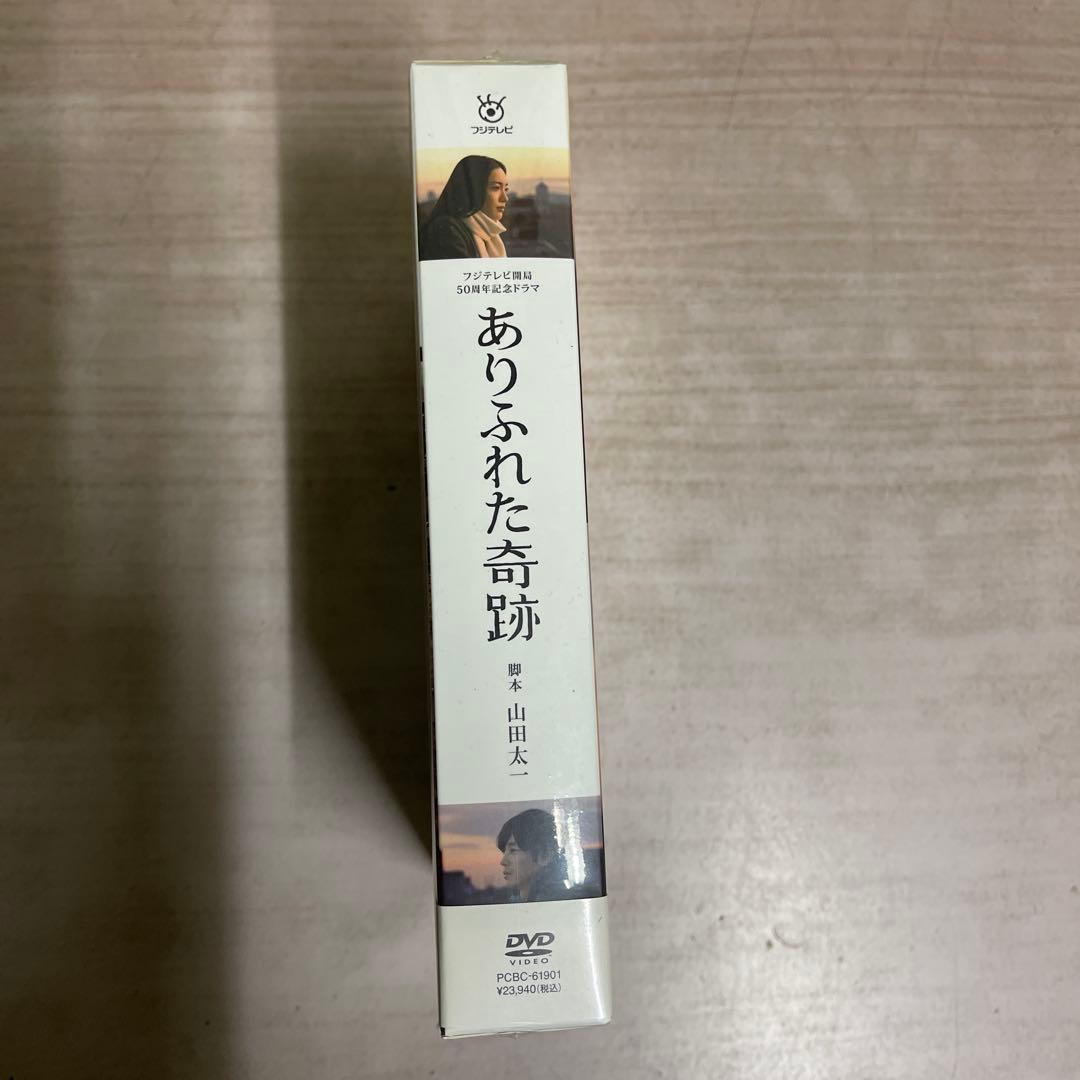 フジテレビ
フジテレビ開局
50周年記念ドラマ
ありふれた奇跡
脚本 山田太一
DVD
VIDEO
PCBC-61901
¥23,940(税込)